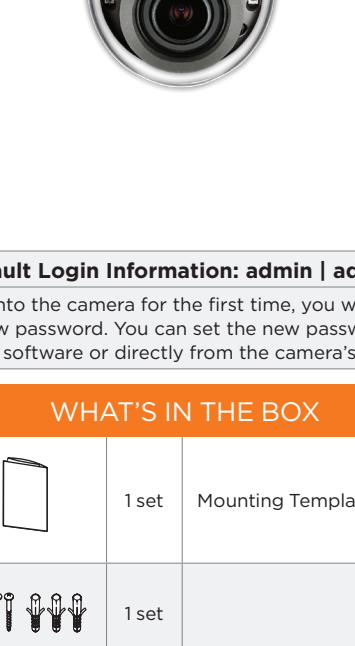 ault Login Information: admin | ad
nto the camera for the first time, you w
w password. You can set the new passw
software or directly from the camera's
WHAT'S IN THE BOX
1 set
Mounting Templa
1 set